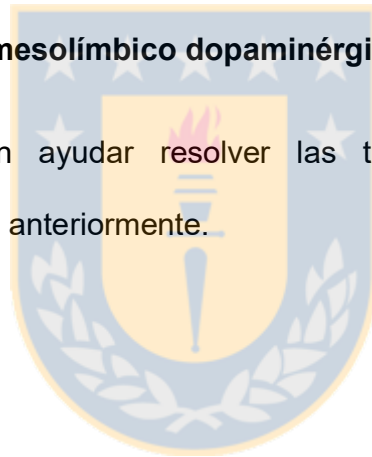 mesolímbico dopaminérgi
n ayudar resolver las t
anteriormente.